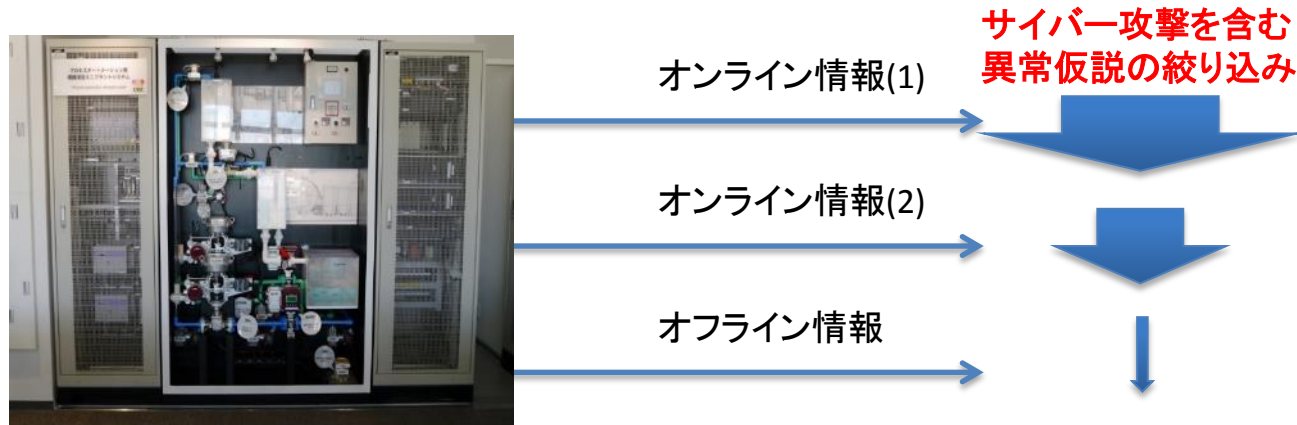 サイバー攻撃を含む
異常仮説の絞り込み
オンライン情報(1)
オンライン情報(2)
オフライン情報